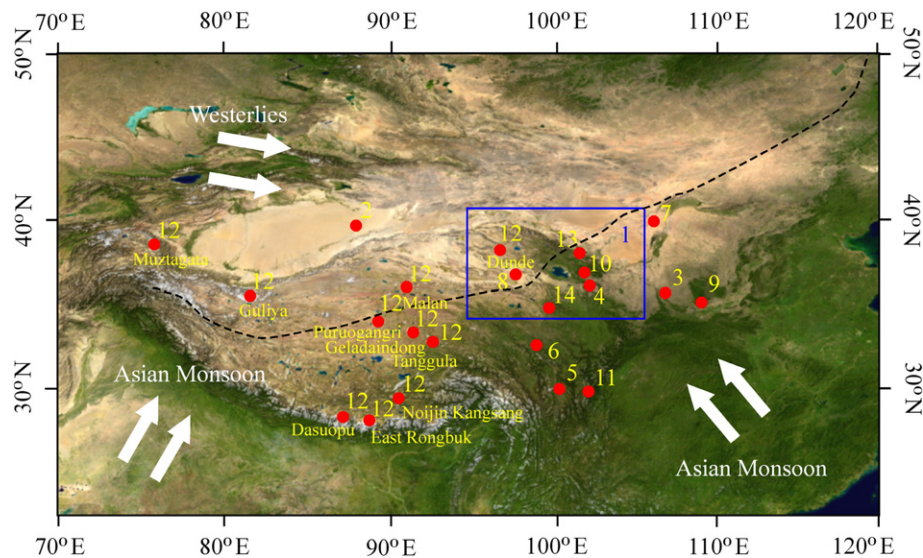 70°E 80°E 90°E 100°E 110°E 120°E
50°N 50°N
Westerlies
40°N 40°N
12 2 12 13 1 7
Muztagata Dunde
12 12 8 10 3 9
Guliya Malan 14 4
12 12 12
Puruogangri
Geladaindong
Tanggula 6
Asian Monsoon
30°N 12 5 11 30°N
12 12 Noijin Kangsang
Dasuopu East Rongbuk
Asian Monsoon
70°E 80°E 90°E 100°E 110°E 120°E